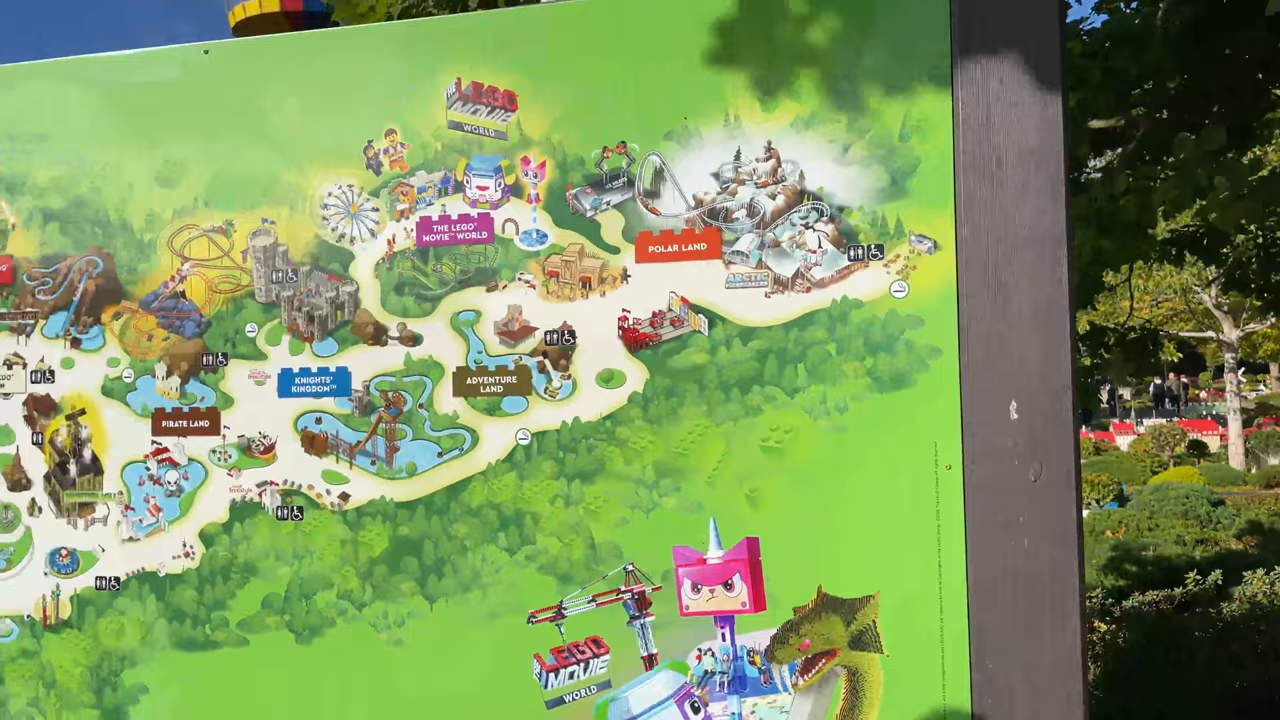 THE
LEGO
MOVIE
WORLD
THE LEGO®
MOVIE™ WORLD
POLAR LAND
ARCTIC
KNIGHTS'
KINGDOM™
ADVENTURE
LAND
PIRATE LAND
THE
LEGO
MOVIE
WORLD